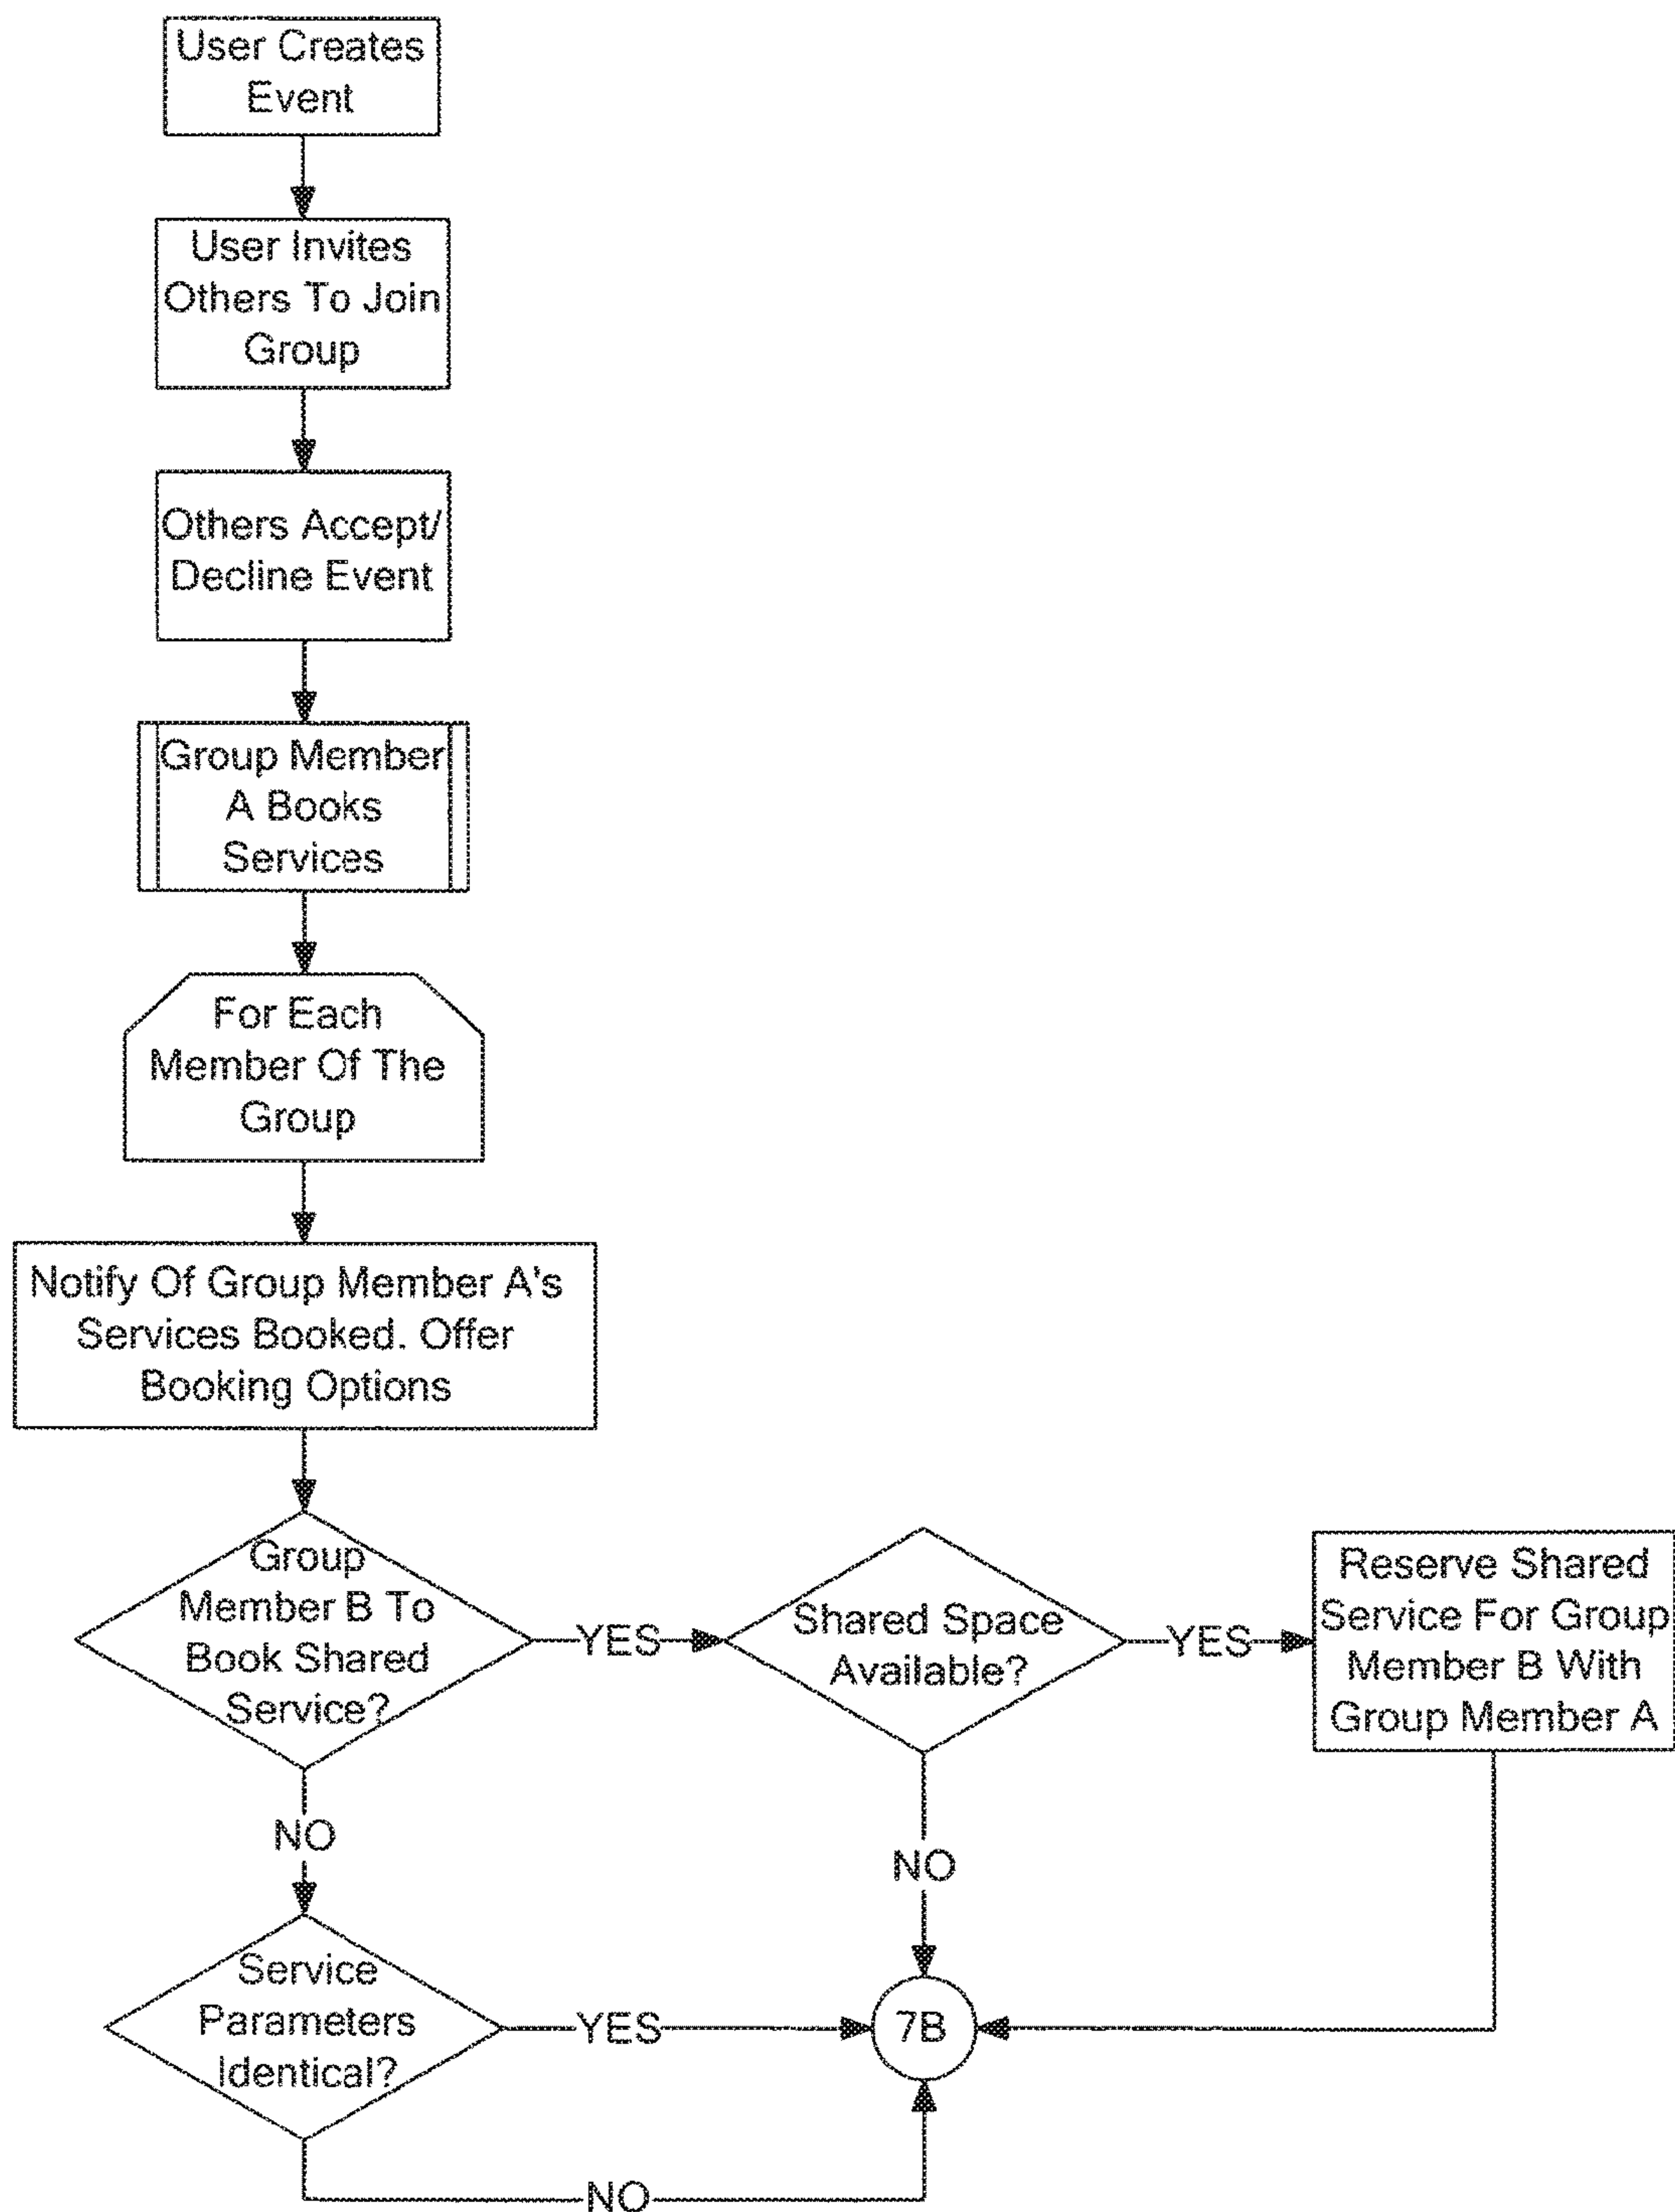 User Creates
Event
User Invites
Others To Join
Group
Others Accept/
Decline Event
Group Member
A Books
Services
For Each
Member Of The
Group
Notify Of Group Member A's
Services Booked. Offer
Booking Options
Group
Member B To
Book Shared
Service?
YES
Shared Space
Available?
YES
Reserve Shared
Service For Group
Member B With
Group Member A
NO
NO
Service
Parameters
Identical?
YES
7B
NO